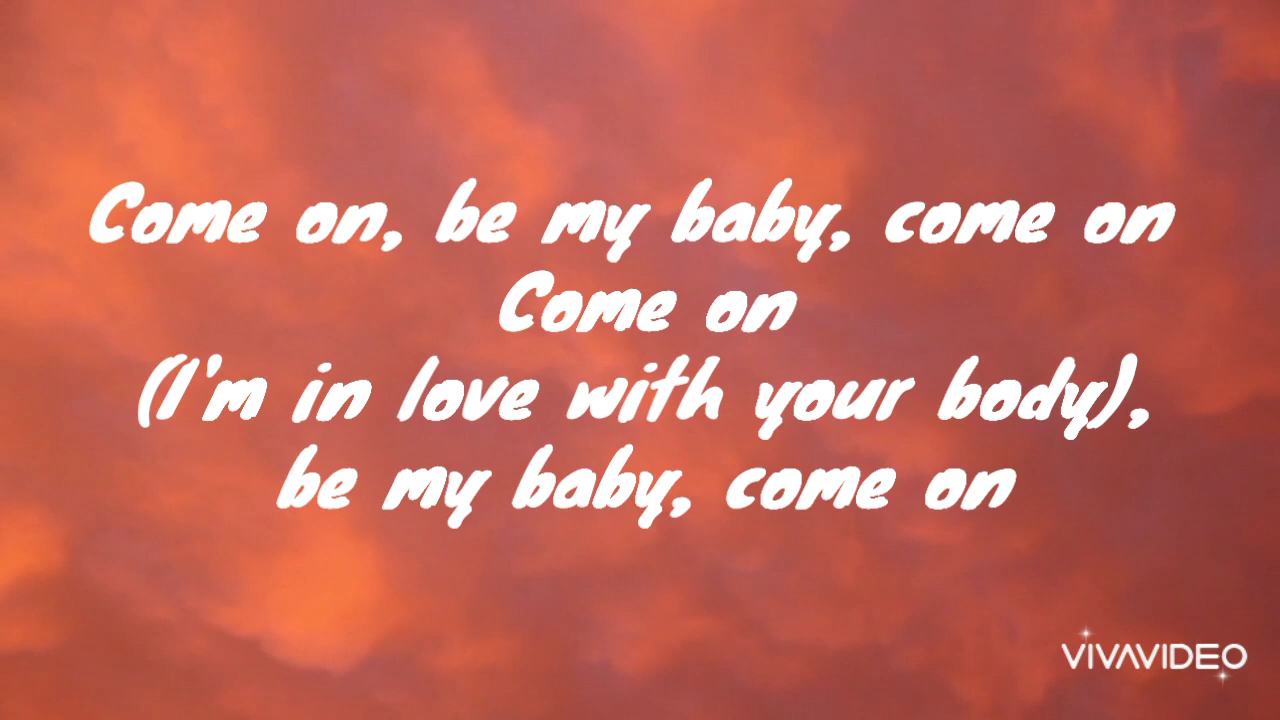 Come on, be my baby, come on
Come on
(I'm in love with your body),
be my baby, come on
VIVAVIDEO